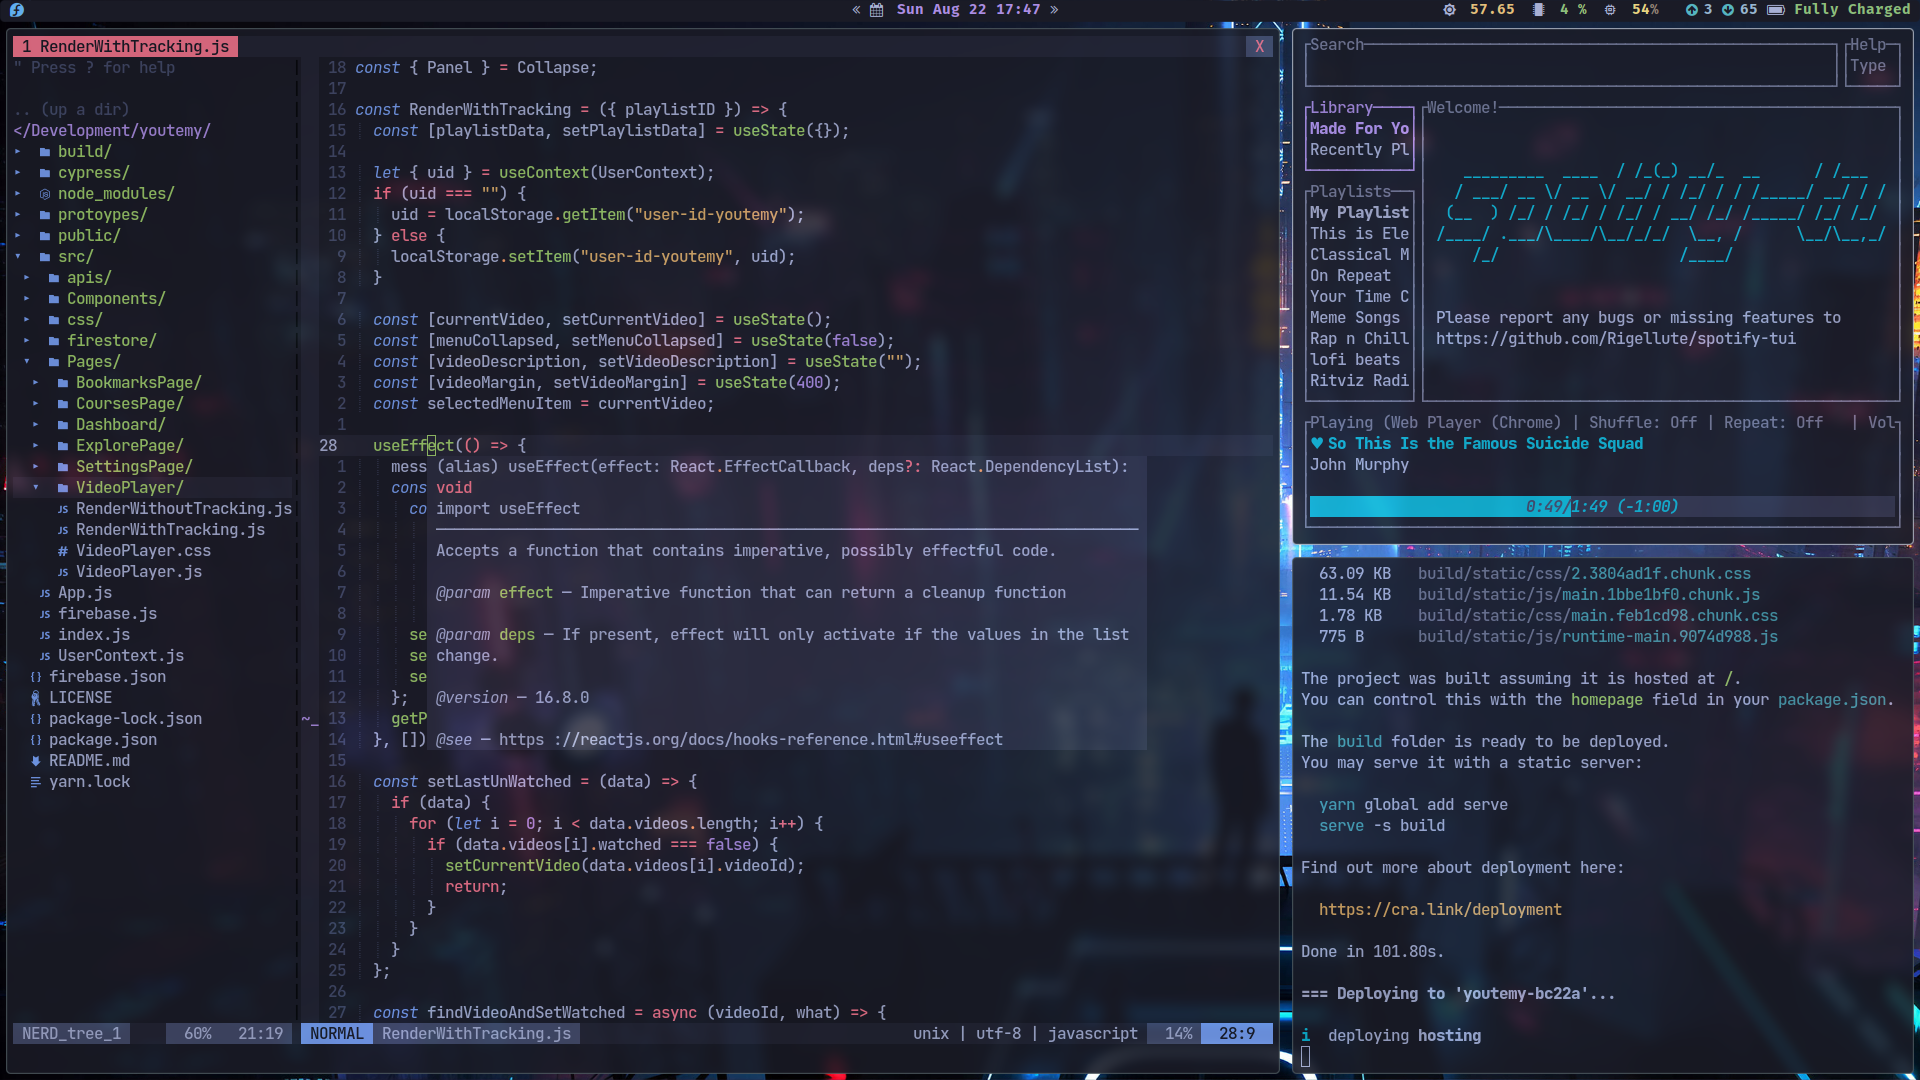 « Sun Aug 22 17:47 »
57.65 4 % 54% 3 65 Fully Charged
1 RenderWithTracking.js X
" Press ? for help
.. (up a dir)
</Development/youtemy/
▸ build/
▸ cypress/
▸ node_modules/
▸ protoypes/
▸ public/
▾ src/
▸ apis/
▸ Components/
▸ css/
▸ firestore/
▾ Pages/
▸ BookmarksPage/
▸ CoursesPage/
▸ Dashboard/
▸ ExplorePage/
▸ SettingsPage/
▾ VideoPlayer/
JS RenderWithoutTracking.js
JS RenderWithTracking.js
# VideoPlayer.css
JS VideoPlayer.js
JS App.js
JS firebase.js
JS index.js
JS UserContext.js
{} firebase.json
LICENSE
{} package-lock.json
{} package.json
README.md
yarn.lock
NERD_tree_1 60% 21:19
18 const { Panel } = Collapse;
17
16 const RenderWithTracking = ({ playlistID }) => {
15 const [playlistData, setPlaylistData] = useState({});
14
13 let { uid } = useContext(UserContext);
12 if (uid === "") {
11 uid = localStorage.getItem("user-id-youtemy");
10 } else {
9 localStorage.setItem("user-id-youtemy", uid);
8 }
7
6 const [currentVideo, setCurrentVideo] = useState();
5 const [menuCollapsed, setMenuCollapsed] = useState(false);
4 const [videoDescription, setVideoDescription] = useState("");
3 const [videoMargin, setVideoMargin] = useState(400);
2 const selectedMenuItem = currentVideo;
1
28 useEffect(() => {
1 mess (alias) useEffect(effect: React.EffectCallback, deps?: React.DependencyList):
2 cons void
3 co import useEffect
4
5 Accepts a function that contains imperative, possibly effectful code.
6
7 @param effect — Imperative function that can return a cleanup function
8
9 se @param deps — If present, effect will only activate if the values in the list
10 se change.
11 se
12 }; @version — 16.8.0
~_ 13 getP
14 }, []) @see — https ://reactjs.org/docs/hooks-reference.html#useeffect
15
16 const setLastUnWatched = (data) => {
17 if (data) {
18 for (let i = 0; i < data.videos.length; i++) {
19 if (data.videos[i].watched === false) {
20 setCurrentVideo(data.videos[i].videoId);
21 return;
22 }
23 }
24 }
25 };
26
27 const findVideoAndSetWatched = async (videoId, what) => {
NORMAL RenderWithTracking.js unix | utf-8 | javascript 14% 28:9
Search
Help
Type
Library
Made For Yo
Recently Pl
Playlists
My Playlist
This is Ele
Classical M
On Repeat
Your Time C
Meme Songs
Rap n Chill
lofi beats
Ritviz Radi
Welcome!
spotify-tui
Please report any bugs or missing features to
https://github.com/Rigellute/spotify-tui
Playing (Web Player (Chrome) | Shuffle: Off | Repeat: Off | Vol
♥ So This Is the Famous Suicide Squad
John Murphy
0:49/1:49 (-1:00)
63.09 KB build/static/css/2.3804ad1f.chunk.css
11.54 KB build/static/js/main.1bbe1bf0.chunk.js
1.78 KB build/static/css/main.feb1cd98.chunk.css
775 B build/static/js/runtime-main.9074d988.js
The project was built assuming it is hosted at /.
You can control this with the homepage field in your package.json.
The build folder is ready to be deployed.
You may serve it with a static server:
yarn global add serve
serve -s build
Find out more about deployment here:
https://cra.link/deployment
Done in 101.80s.
=== Deploying to 'youtemy-bc22a'...
i deploying hosting